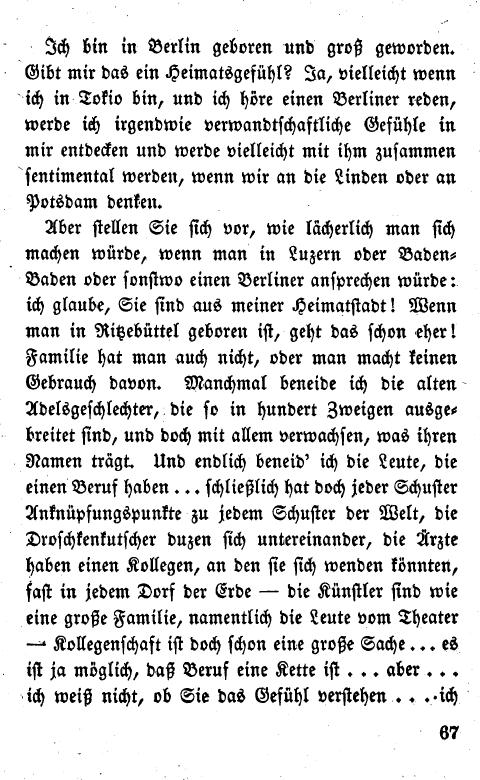 Ich bin in Berlin geboren und groß geworden.
Gibt mir das ein Heimatsgefühl? Ja, vielleicht wenn
ich in Tokio bin, und ich höre einen Berliner reden,
werde ich irgendwie verwandtschaftliche Gefühle in
mir entdecken und werde vielleicht mit ihm zusammen
sentimental werden, wenn wir an die Linden oder an
Potsdam denken.
Aber stellen Sie sich vor, wie lächerlich man sich
machen würde, wenn man in Luzern oder Baden-
Baden oder sonstwo einen Berliner ansprechen würde:
ich glaube, Sie sind aus meiner Heimatstadt! Wenn
man in Ritzebüttel geboren ist, geht das schon eher!
Familie hat man auch nicht, oder man macht keinen
Gebrauch davon. Manchmal beneide ich die alten
Adelsgeschlechter, die so in hundert Zweigen ausge-
breitet sind, und doch mit allem verwachsen, was ihren
Namen trägt. Und endlich beneid' ich die Leute, die
einen Beruf haben ... schließlich hat doch jeder Schuster
Anknüpfungspunkte zu jedem Schuster der Welt, die
Droschkenkutscher duzen sich untereinander, die Ärzte
haben einen Kollegen, an den sie sich wenden könnten,
fast in jedem Dorf der Erde — die Künstler sind wie
eine große Familie, namentlich die Leute vom Theater
— Kollegenschaft ist doch schon eine große Sache ... es
ist ja möglich, daß Beruf eine Kette ist ... aber ...
ich weiß nicht, ob Sie das Gefühl verstehen .... ich
67